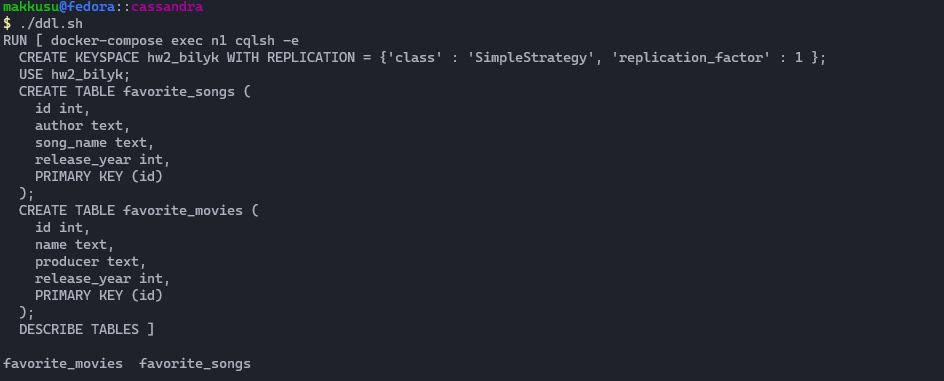 makkusu@fedora::cassandra
$ ./ddl.sh
RUN [ docker-compose exec n1 cqlsh -e
  CREATE KEYSPACE hw2_bilyk WITH REPLICATION = {'class' : 'SimpleStrategy', 'replication_factor' : 1 };
  USE hw2_bilyk;
  CREATE TABLE favorite_songs (
    id int,
    author text,
    song_name text,
    release_year int,
    PRIMARY KEY (id)
  );
  CREATE TABLE favorite_movies (
    id int,
    name text,
    producer text,
    release_year int,
    PRIMARY KEY (id)
  );
  DESCRIBE TABLES ]

favorite_movies  favorite_songs